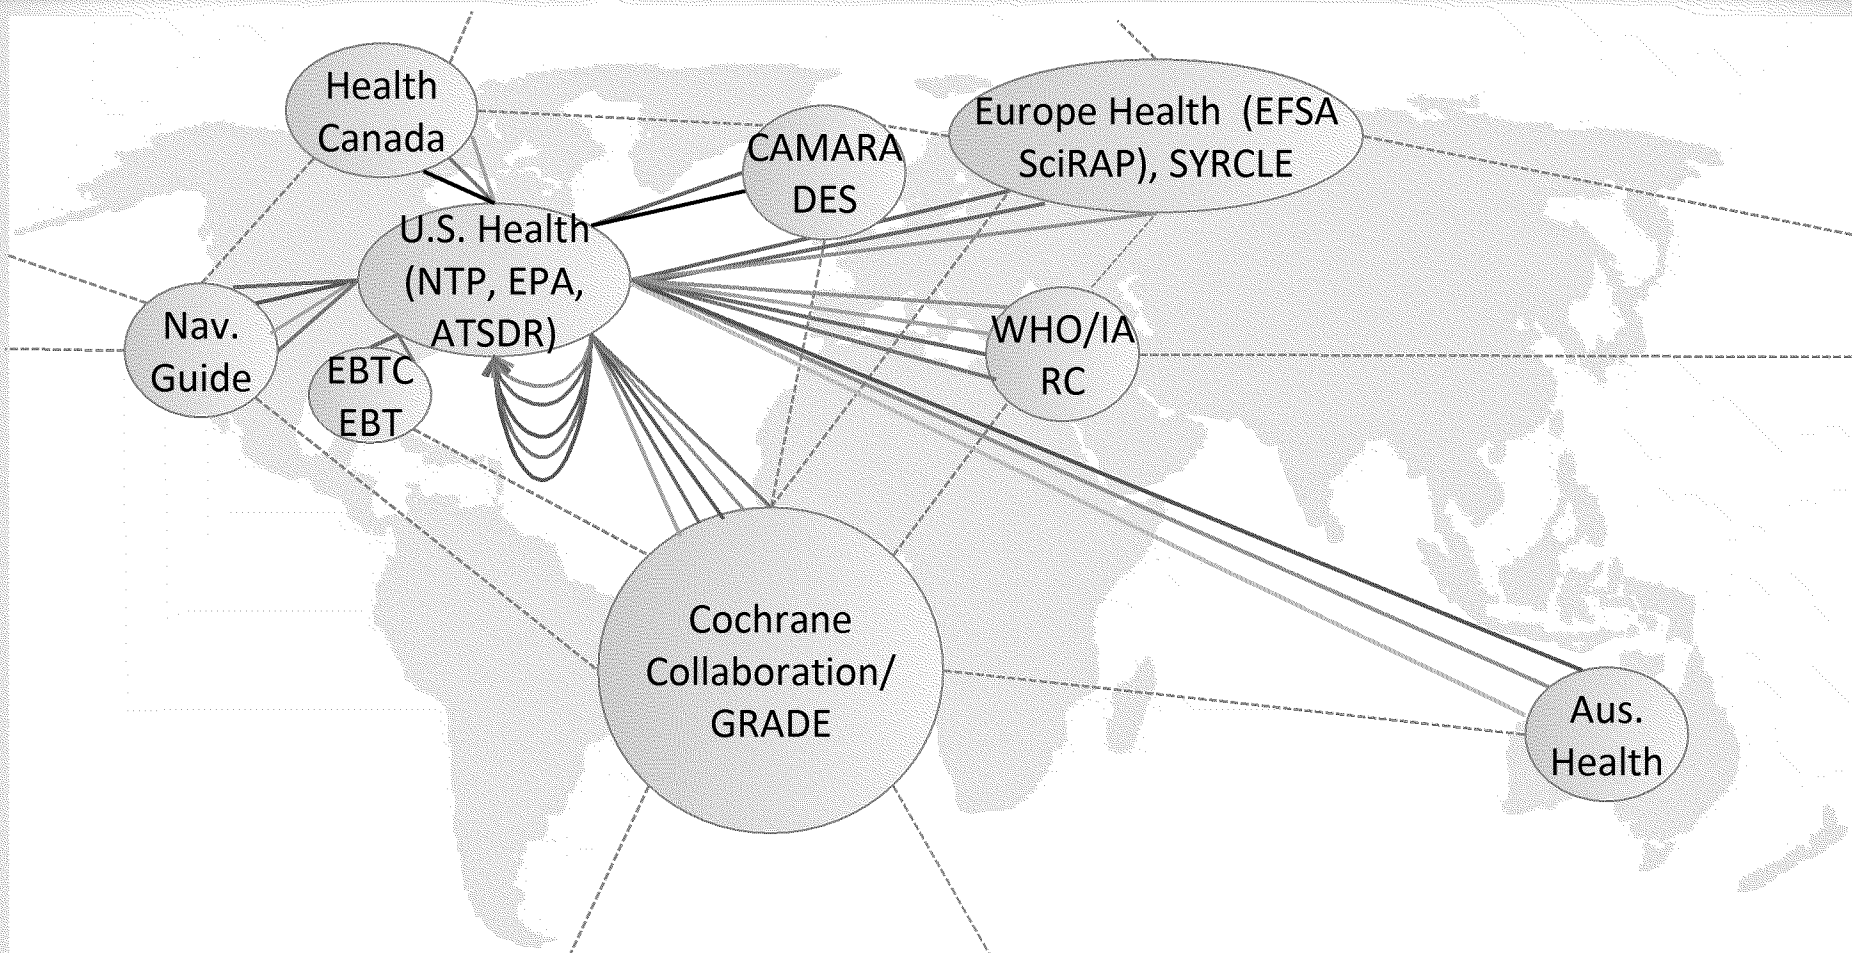 Health
Canada
CAMARA
DES
Europe Health (EFSA
SciRAP), SYRCLE
U.S. Health
(NTP, EPA,
ATSDR)
Nav.
Guide
EBTC
EBT
WHO/IA
RC
Cochrane
Collaboration/
GRADE
Aus.
Health